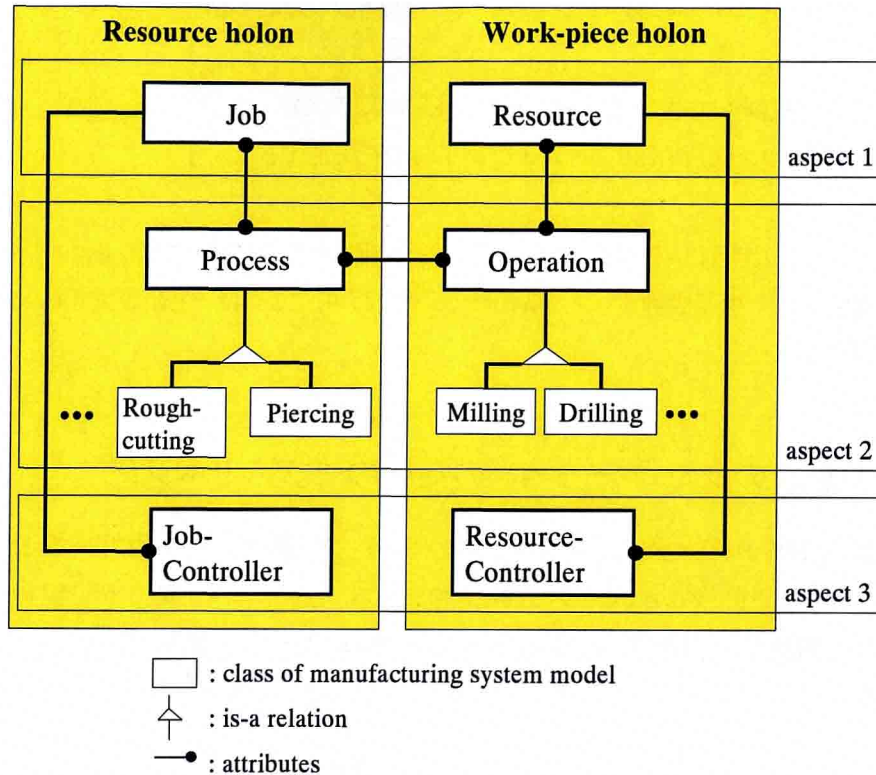 Resource holon
Work-piece holon
Job
Resource
aspect 1
Process
Operation
Rough-
cutting
Piercing
Milling
Drilling
aspect 2
Job-
Controller
Resource-
Controller
aspect 3
: class of manufacturing system model
: is-a relation
: attributes